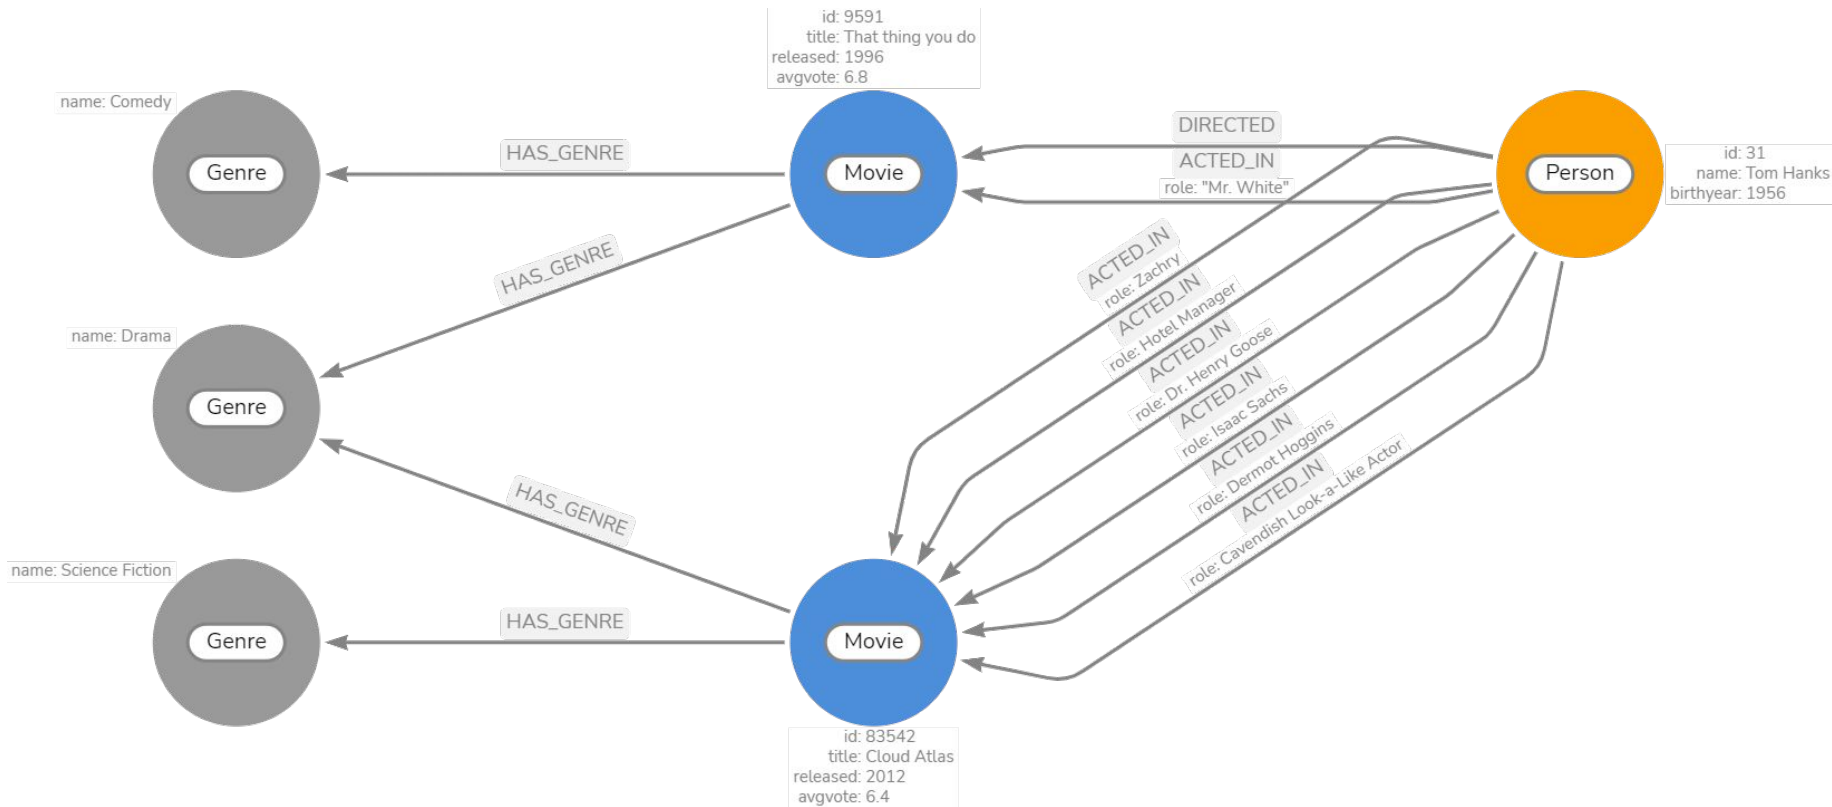 id: 9591
title: That thing you do
released: 1996
avgvote: 6.8
name: Comedy
Genre
HAS_GENRE
Movie
DIRECTED
ACTED_IN
role: "Mr. White"
Person
id: 31
name: Tom Hanks
birthyear: 1956
HAS_GENRE
ACTED_IN
role: Zachry
ACTED_IN
role: Hotel Manager
ACTED_IN
role: Dr. Henry Goose
ACTED_IN
role: Isaac Sachs
ACTED_IN
role: Dermot Hoggins
ACTED_IN
role: Cavendish Look-a-Like Actor
name: Drama
Genre
HAS_GENRE
name: Science Fiction
Genre
HAS_GENRE
Movie
id: 83542
title: Cloud Atlas
released: 2012
avgvote: 6.4